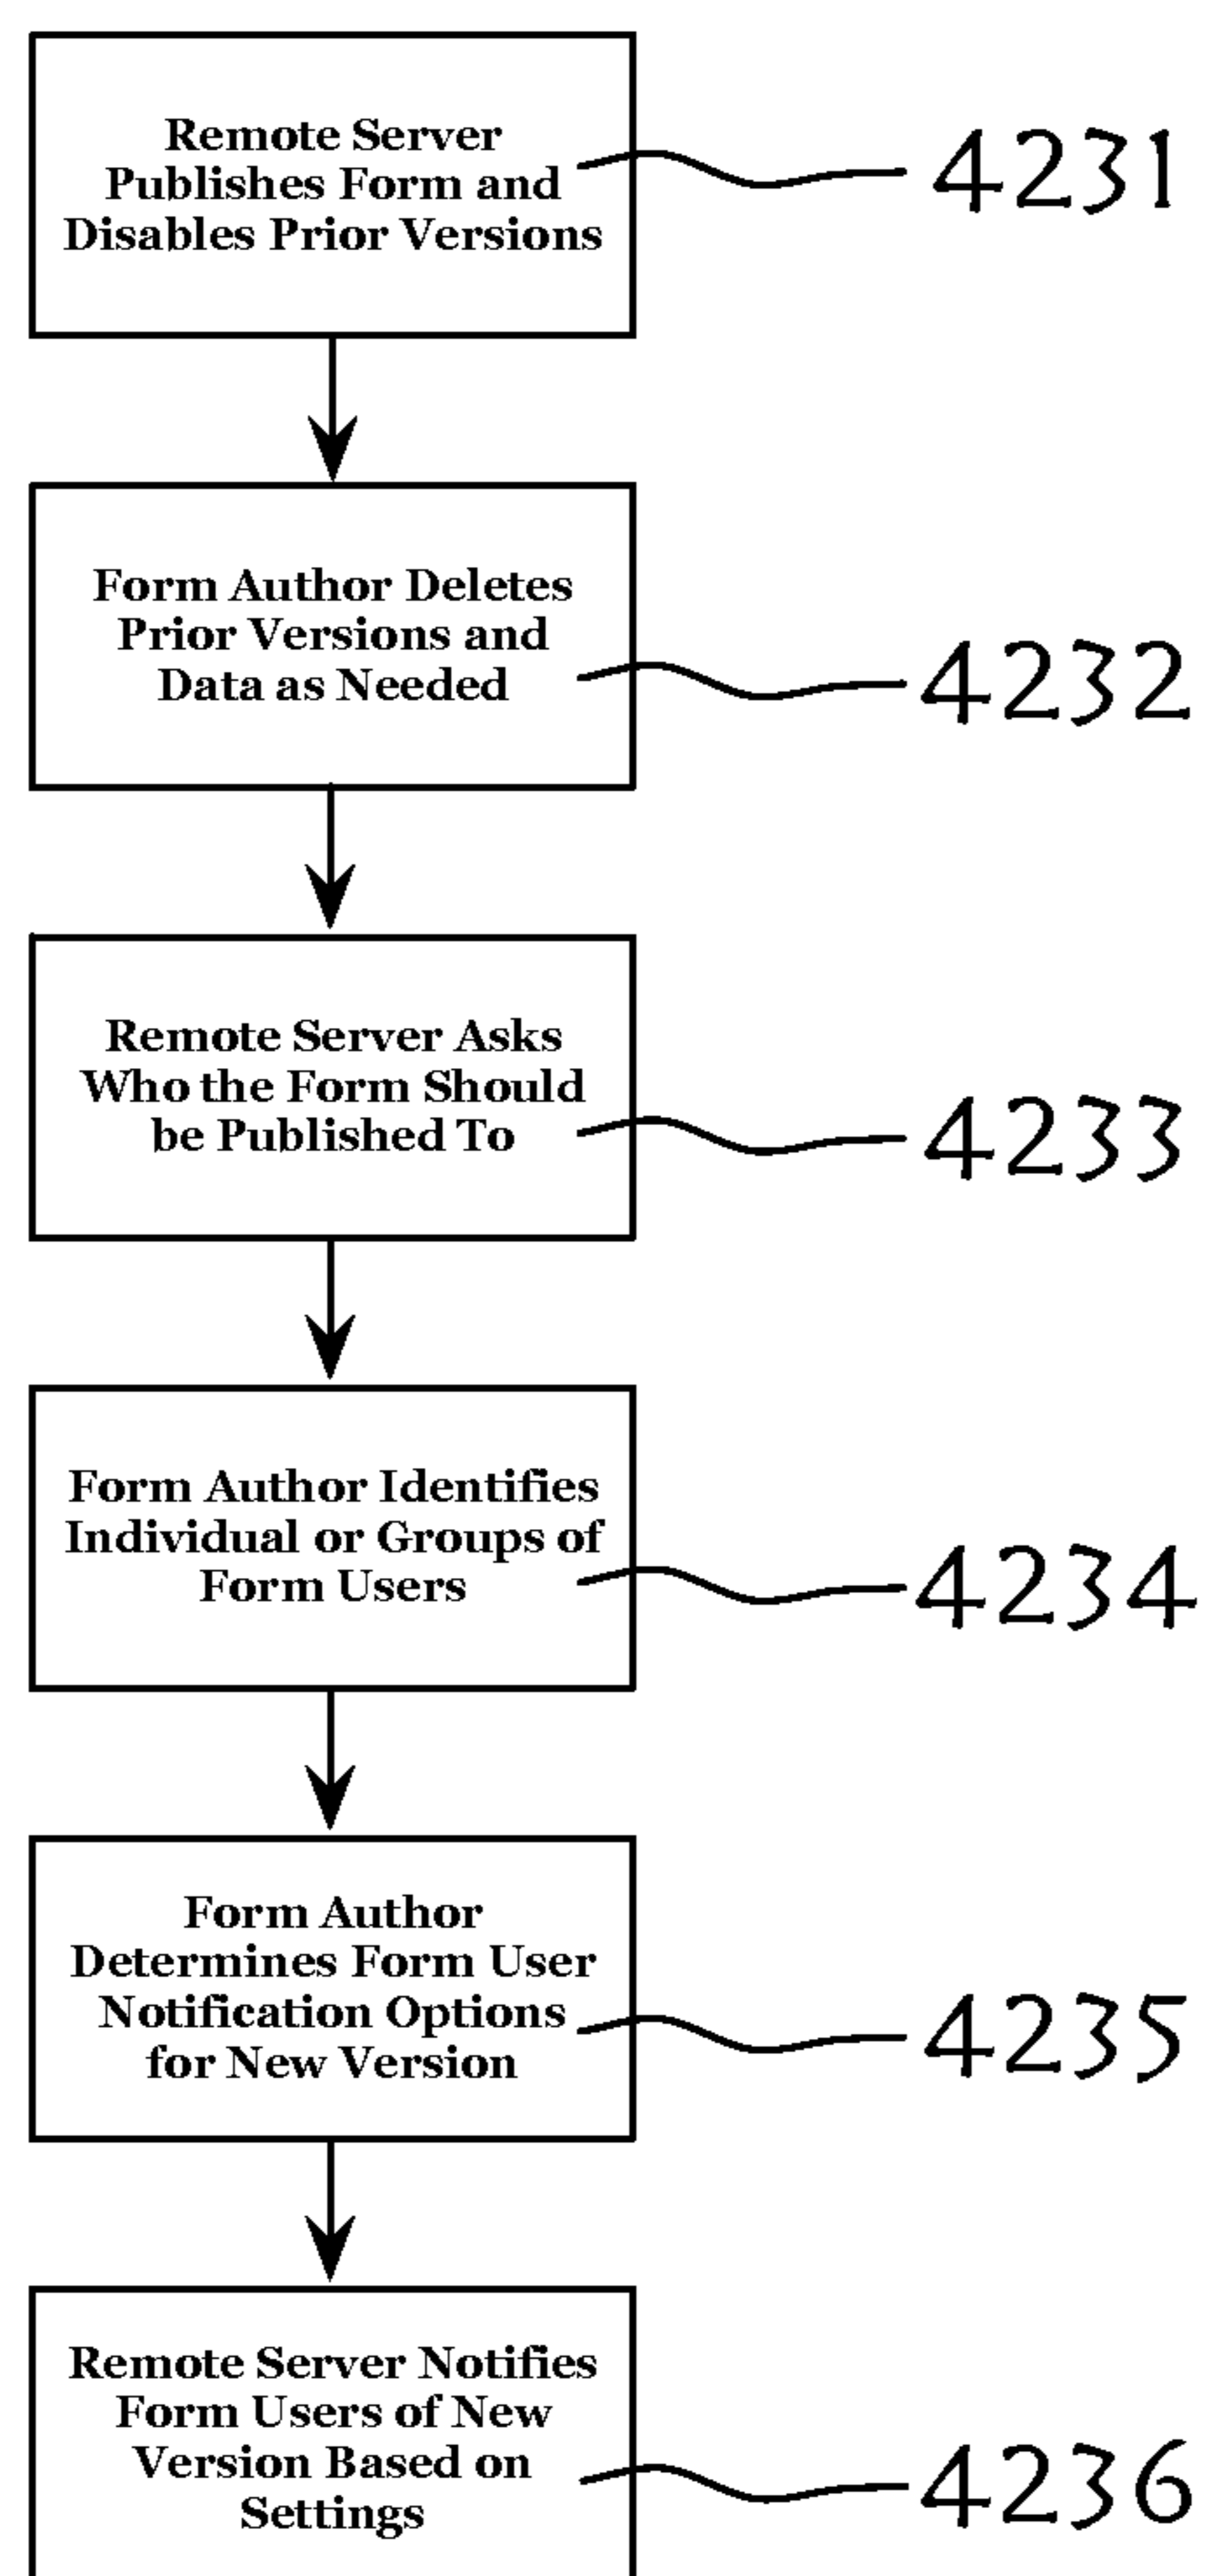 Remote Server
Publishes Form and
Disables Prior Versions
4231
Form Author Deletes
Prior Versions and
Data as Needed
4232
Remote Server Asks
Who the Form Should
be Published To
4233
Form Author Identifies
Individual or Groups of
Form Users
4234
Form Author
Determines Form User
Notification Options
for New Version
4235
Remote Server Notifies
Form Users of New
Version Based on
Settings
4236